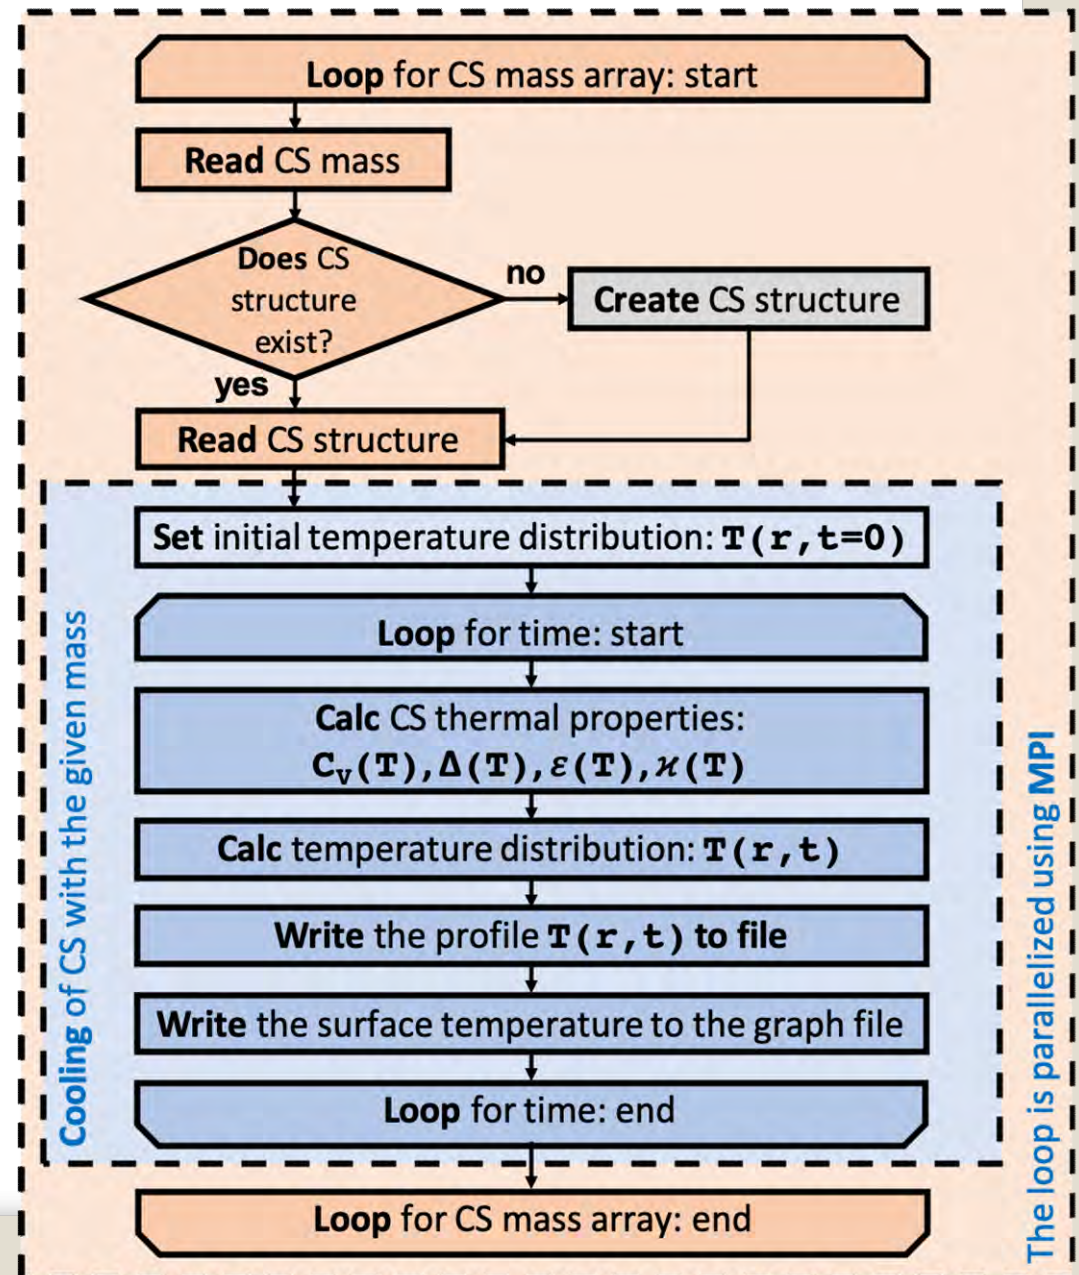 Loop for CS mass array: start
Read CS mass
Does CS
structure
exist?
no
Create CS structure
yes
Read CS structure
Set initial temperature distribution: T(r,t=0)
Loop for time: start
Calc CS thermal properties:
Cᵥ(T),Δ(T),ε(T),ϰ(T)
Calc temperature distribution: T(r,t)
Write the profile T(r,t) to file
Write the surface temperature to the graph file
Loop for time: end
Cooling of CS with the given mass
Loop for CS mass array: end
The loop is parallelized using MPI